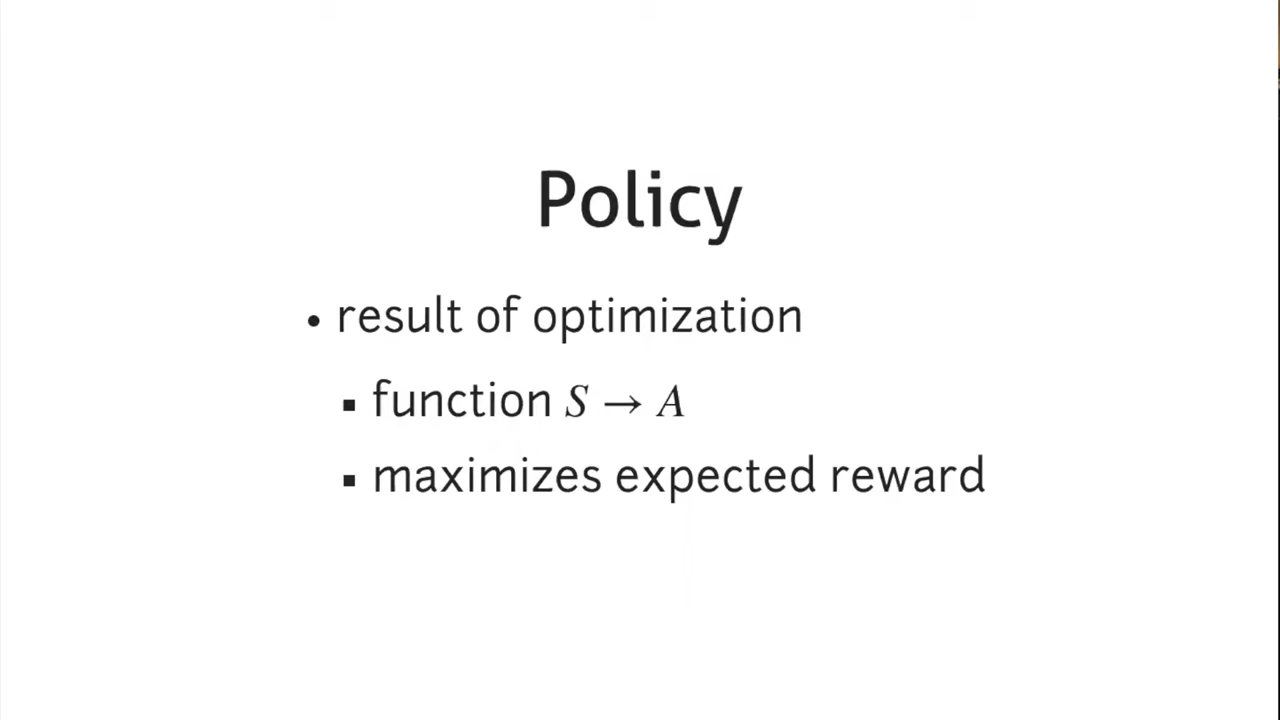 Policy
• result of optimization
▪ function S → A
▪ maximizes expected reward